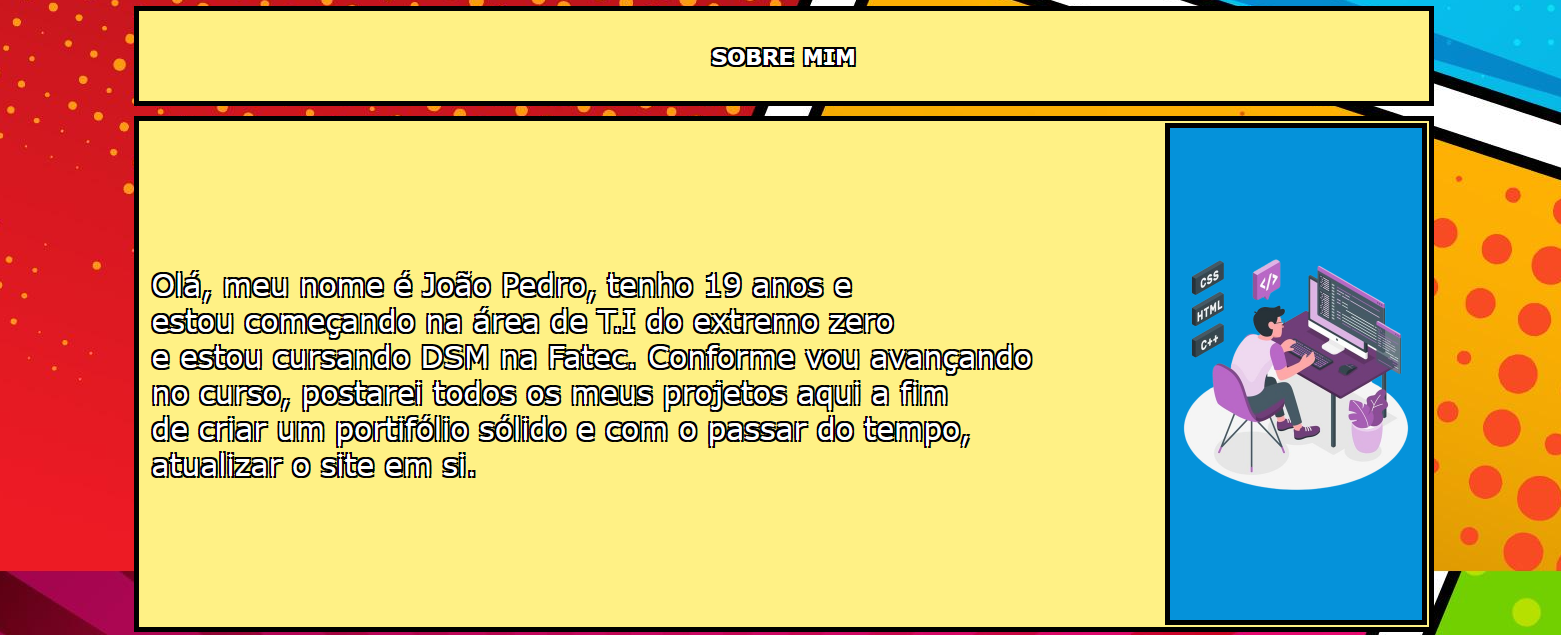 SOBRE MIM
Olá, meu nome é João Pedro, tenho 19 anos e
estou começando na área de T.I do extremo zero
e estou cursando DSM na Fatec. Conforme vou avançando
no curso, postarei todos os meus projetos aqui a fim
de criar um portifólio sólido e com o passar do tempo,
atualizar o site em si.
CSS
</>
HTML
C++